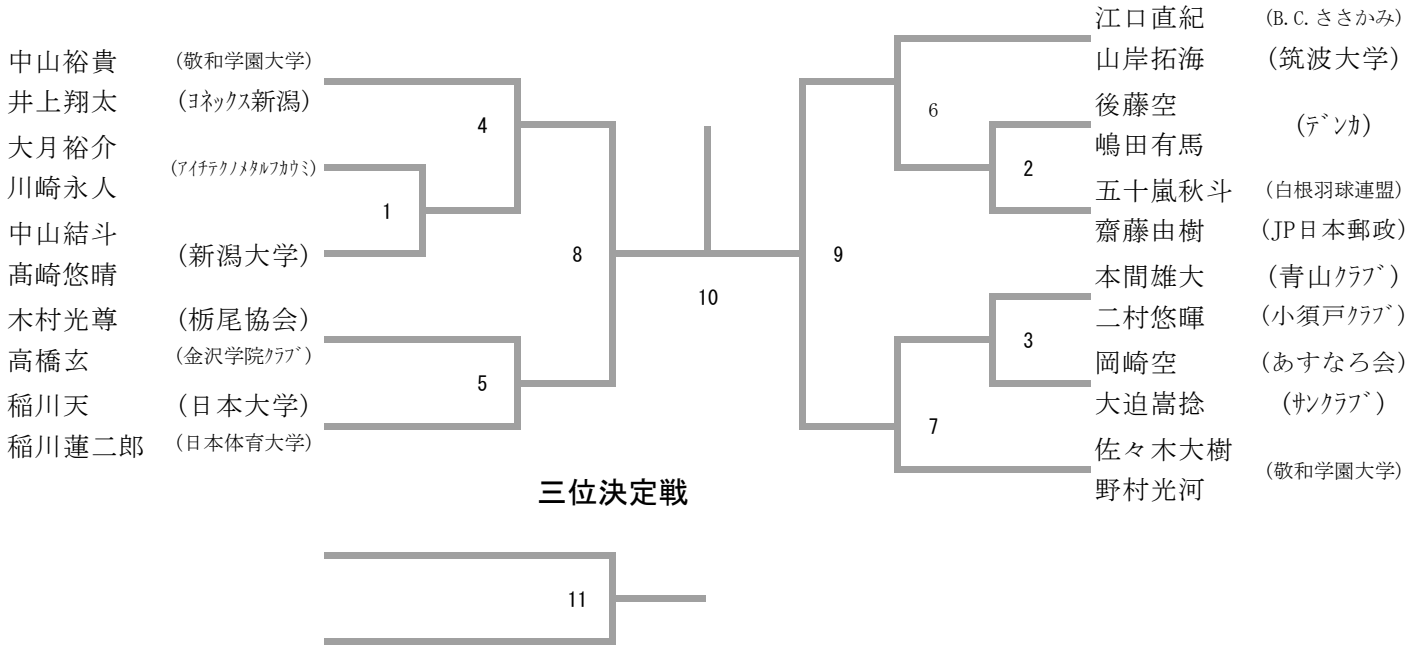 中山裕貴 (敬和学園大学)
井上翔太 (ﾖﾈｯｸｽ新潟)
大月裕介
川崎永人
(ｱｲﾁﾃｸﾉﾒﾀﾙﾌｶｳﾐ)
中山結斗
髙崎悠晴
(新潟大学)
木村光尊 (栃尾協会)
高橋玄 (金沢学院ｸﾗﾌﾞ)
稲川天 (日本大学)
稲川蓮二郎 (日本体育大学)
4
1
8
5
10
9
6
2
3
7
江口直紀 (B.C.ささかみ)
山岸拓海 (筑波大学)
後藤空
嶋田有馬
(ﾃﾞﾝｶ)
五十嵐秋斗 (白根羽球連盟)
齋藤由樹 (JP日本郵政)
本間雄大 (青山ｸﾗﾌﾞ)
二村悠暉 (小須戸ｸﾗﾌﾞ)
岡崎空 (あすなろ会)
大迫嵩捻 (ｻﾝｸﾗﾌﾞ)
佐々木大樹
野村光河
(敬和学園大学)
三位決定戦
11